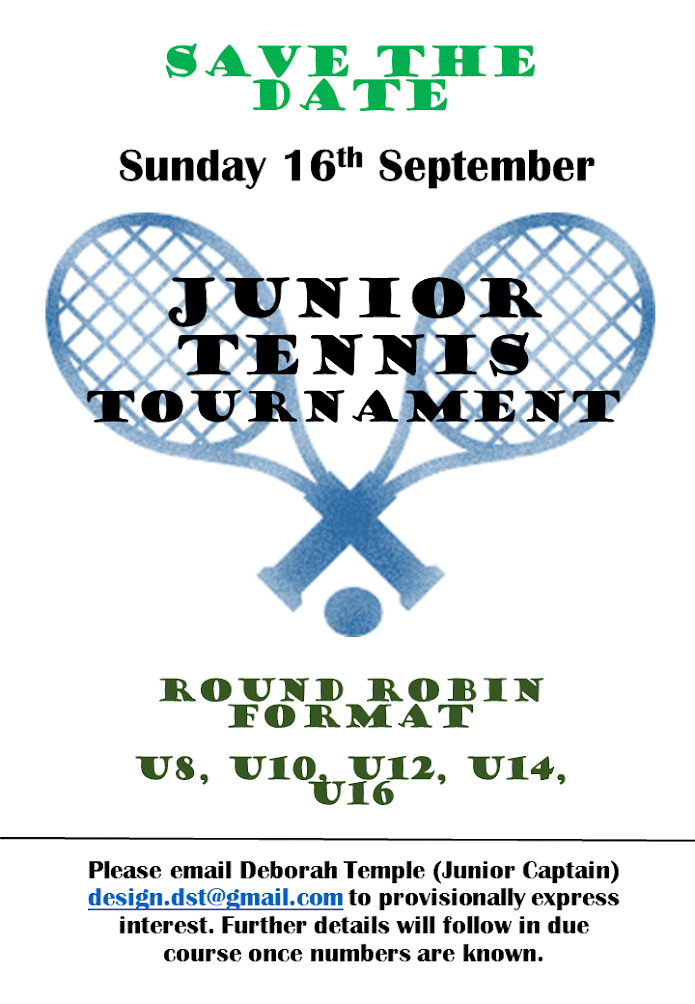 SAVE THE
DATE
Sunday 16th September
JUNIOR
TENNIS
TOURNAMENT
ROUND ROBIN
FORMAT
U8, U10, U12, U14,
U16
Please email Deborah Temple (Junior Captain)
design.dst@gmail.com to provisionally express
interest. Further details will follow in due
course once numbers are known.